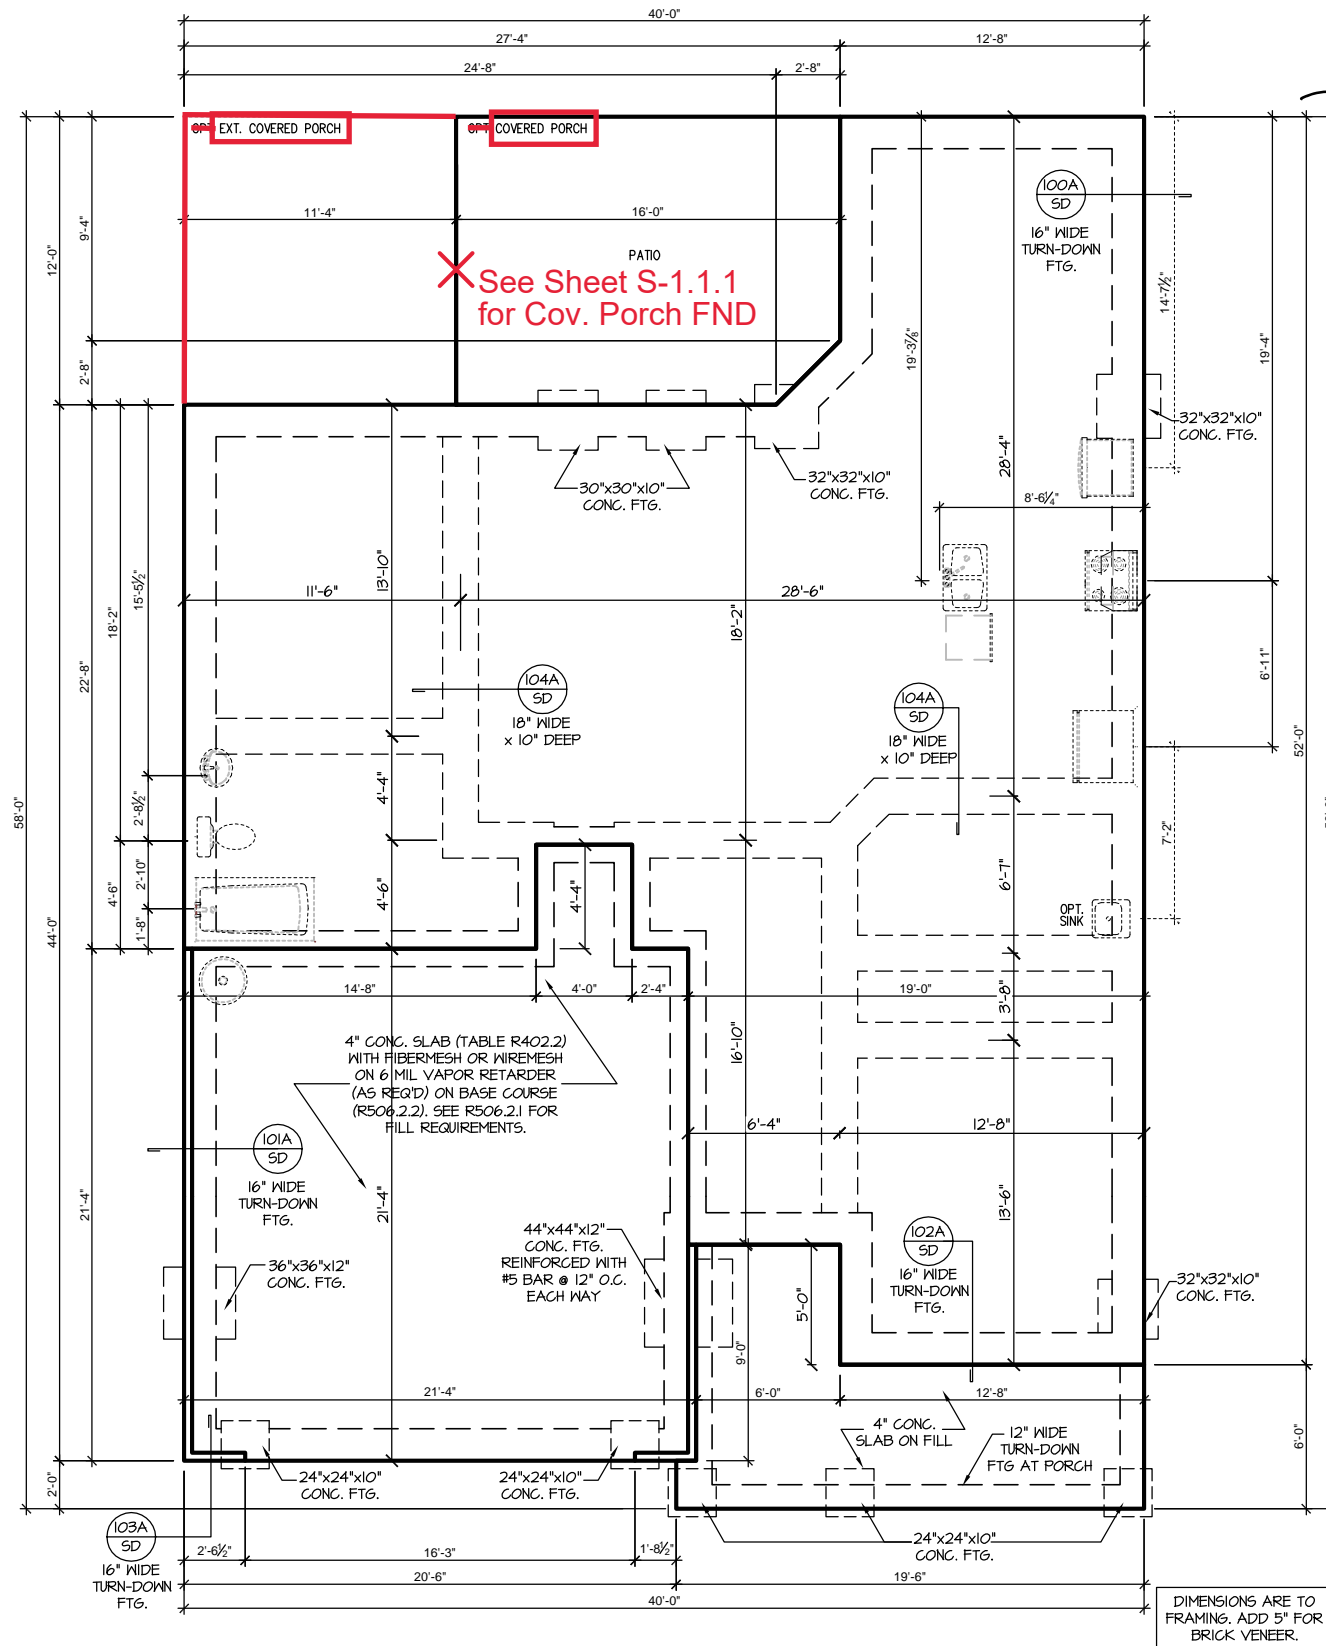 40'-0"
27'-4"
12'-8"
24'-8"
2'-8"
OPT EXT. COVERED PORCH
OPT COVERED PORCH
11'-4"
16'-0"
PATIO
See Sheet S-1.1.1
for Cov. Porch FND
9'-4"
12'-0"
2'-8"
100A
SD
16" WIDE
TURN-DOWN
FTG.
14'-7½"
19'-4"
19'-3⅞"
32"x32"x10"
CONC. FTG.
28'-4"
30"x30"x10"
CONC. FTG.
32"x32"x10"
CONC. FTG.
8'-6¼"
13'-10"
11'-6"
28'-6"
15'-5½"
18'-2"
18'-2"
22'-8"
6'-11"
104A
SD
18" WIDE
x 10" DEEP
104A
SD
18" WIDE
x 10" DEEP
52'-0"
58'-0"
4'-4"
2'-8½"
7'-2"
4'-6"
2'-10"
4'-6"
4'-4"
6'-7"
OPT.
SINK
1'-8"
44'-0"
14'-8"
4'-0"
2'-4"
19'-0"
3'-8"
4" CONC. SLAB (TABLE R402.2)
WITH FIBERMESH OR WIREMESH
ON 6 MIL VAPOR RETARDER
(AS REQ'D) ON BASE COURSE
(R506.2.2). SEE R506.2.1 FOR
FILL REQUIREMENTS.
16'-10"
6'-4"
12'-8"
101A
SD
16" WIDE
TURN-DOWN
FTG.
21'-4"
21'-4"
13'-6"
44"x44"x12"
CONC. FTG.
REINFORCED WITH
#5 BAR @ 12" O.C.
EACH WAY
102A
SD
16" WIDE
TURN-DOWN
FTG.
36"x36"x12"
CONC. FTG.
32"x32"x10"
CONC. FTG.
5'-0"
9'-0"
21'-4"
6'-0"
12'-8"
4" CONC.
SLAB ON FILL
12" WIDE
TURN-DOWN
FTG AT PORCH
6'-0"
24"x24"x10"
CONC. FTG.
24"x24"x10"
CONC. FTG.
2'-0"
103A
SD
16" WIDE
TURN-DOWN
FTG.
24"x24"x10"
CONC. FTG.
2'-6½"
16'-3"
1'-8½"
20'-6"
19'-6"
40'-0"
DIMENSIONS ARE TO
FRAMING. ADD 5" FOR
BRICK VENEER.